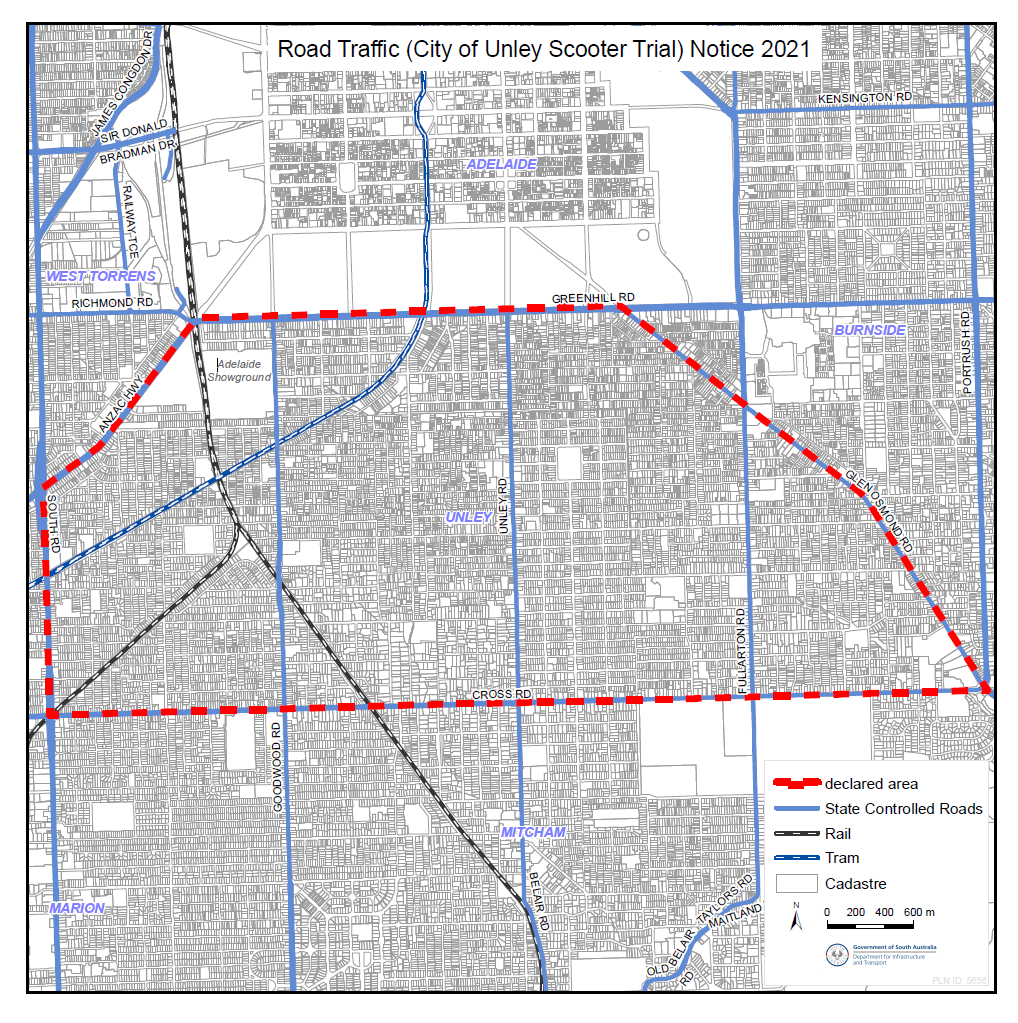 Road Traffic (City of Unley Scooter Trial) Notice 2021
JAMES CONGDON DR
KENSINGTON RD
SIR DONALD
BRADMAN DR
ADELAIDE
RAILWAY TCE
WEST TORRENS
RICHMOND RD
GREENHILL RD
BURNSIDE
PORTRUSH RD
Adelaide
Showground
ANZAC HWY
GLEN OSMOND RD
UNLEY RD
SOUTH RD
UNLEY
FULLARTON RD
CROSS RD
GOODWOOD RD
MITCHAM
BELAIR RD
MARION
TAYLORS RD
MAITLAND
OLD BELAIR
RD
declared area
State Controlled Roads
Rail
Tram
Cadastre
N
0 200 400 600 m
Government of South Australia
Department for Infrastructure
and Transport
PLN ID: 5656